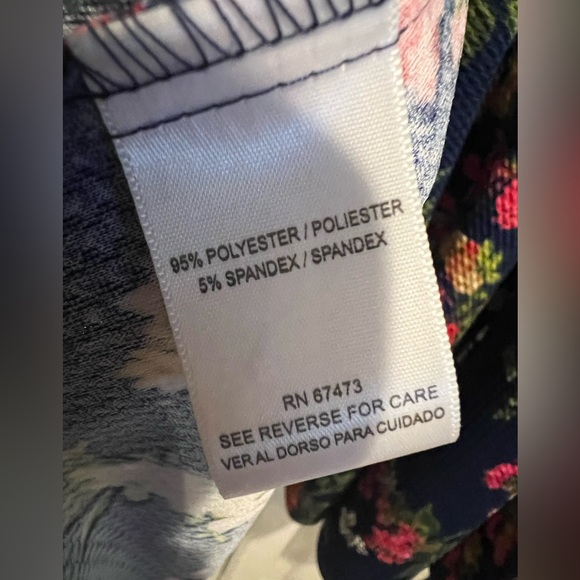 95% POLYESTER / POLIESTER
5% SPANDEX / SPANDEX
RN 67473
SEE REVERSE FOR CARE
VER AL DORSO PARA CUIDADO